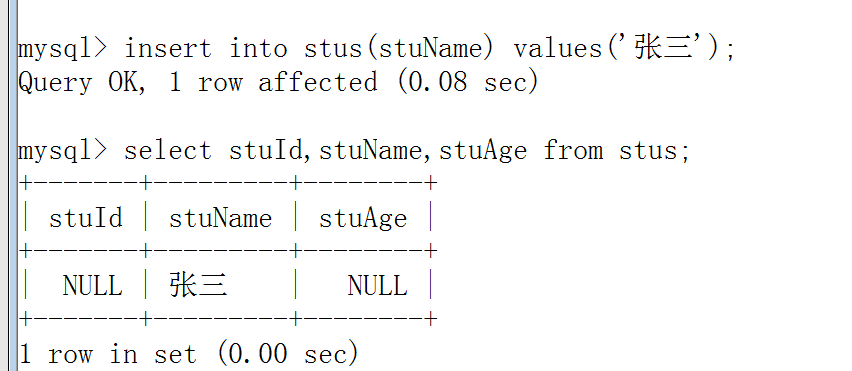 mysql> insert into stus(stuName) values('张三');
Query OK, 1 row affected (0.08 sec)
mysql> select stuId,stuName,stuAge from stus;
+-------+---------+--------+
| stuId | stuName | stuAge |
+-------+---------+--------+
|  NULL | 张三    |   NULL |
+-------+---------+--------+
1 row in set (0.00 sec)